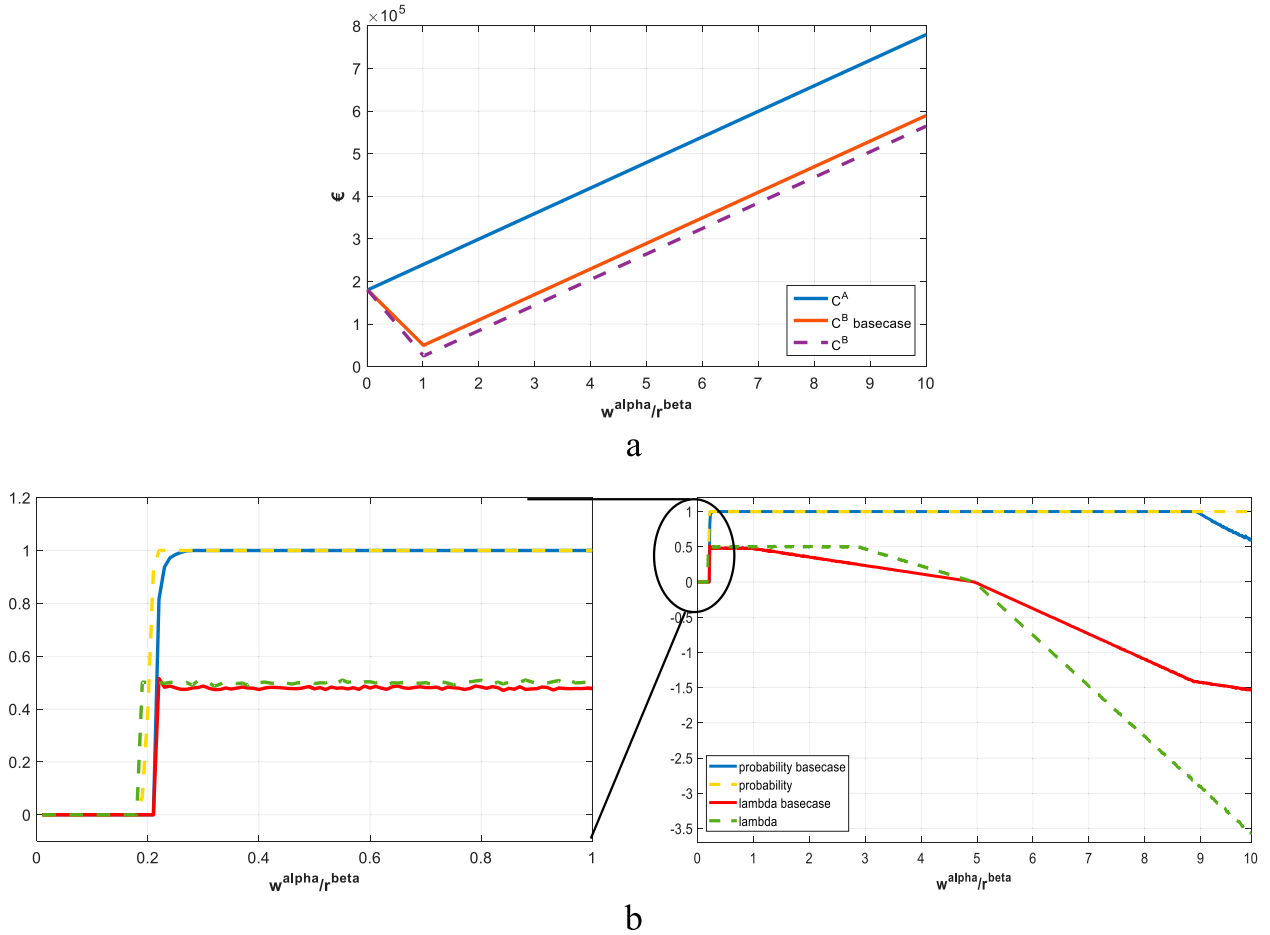 ×10^5
8
7
6
5
4
3
2
1
0
€
0 1 2 3 4 5 6 7 8 9 10
w^alpha/r^beta
C^A
C^B basecase
C^B
a
1.2
1
0.8
0.6
0.4
0.2
0
0 0.2 0.4 0.6 0.8 1
w^alpha/r^beta
1
0.5
0
-0.5
-1
-1.5
-2
-2.5
-3
-3.5
0 1 2 3 4 5 6 7 8 9 10
w^alpha/r^beta
probability basecase
probability
lambda basecase
lambda
b